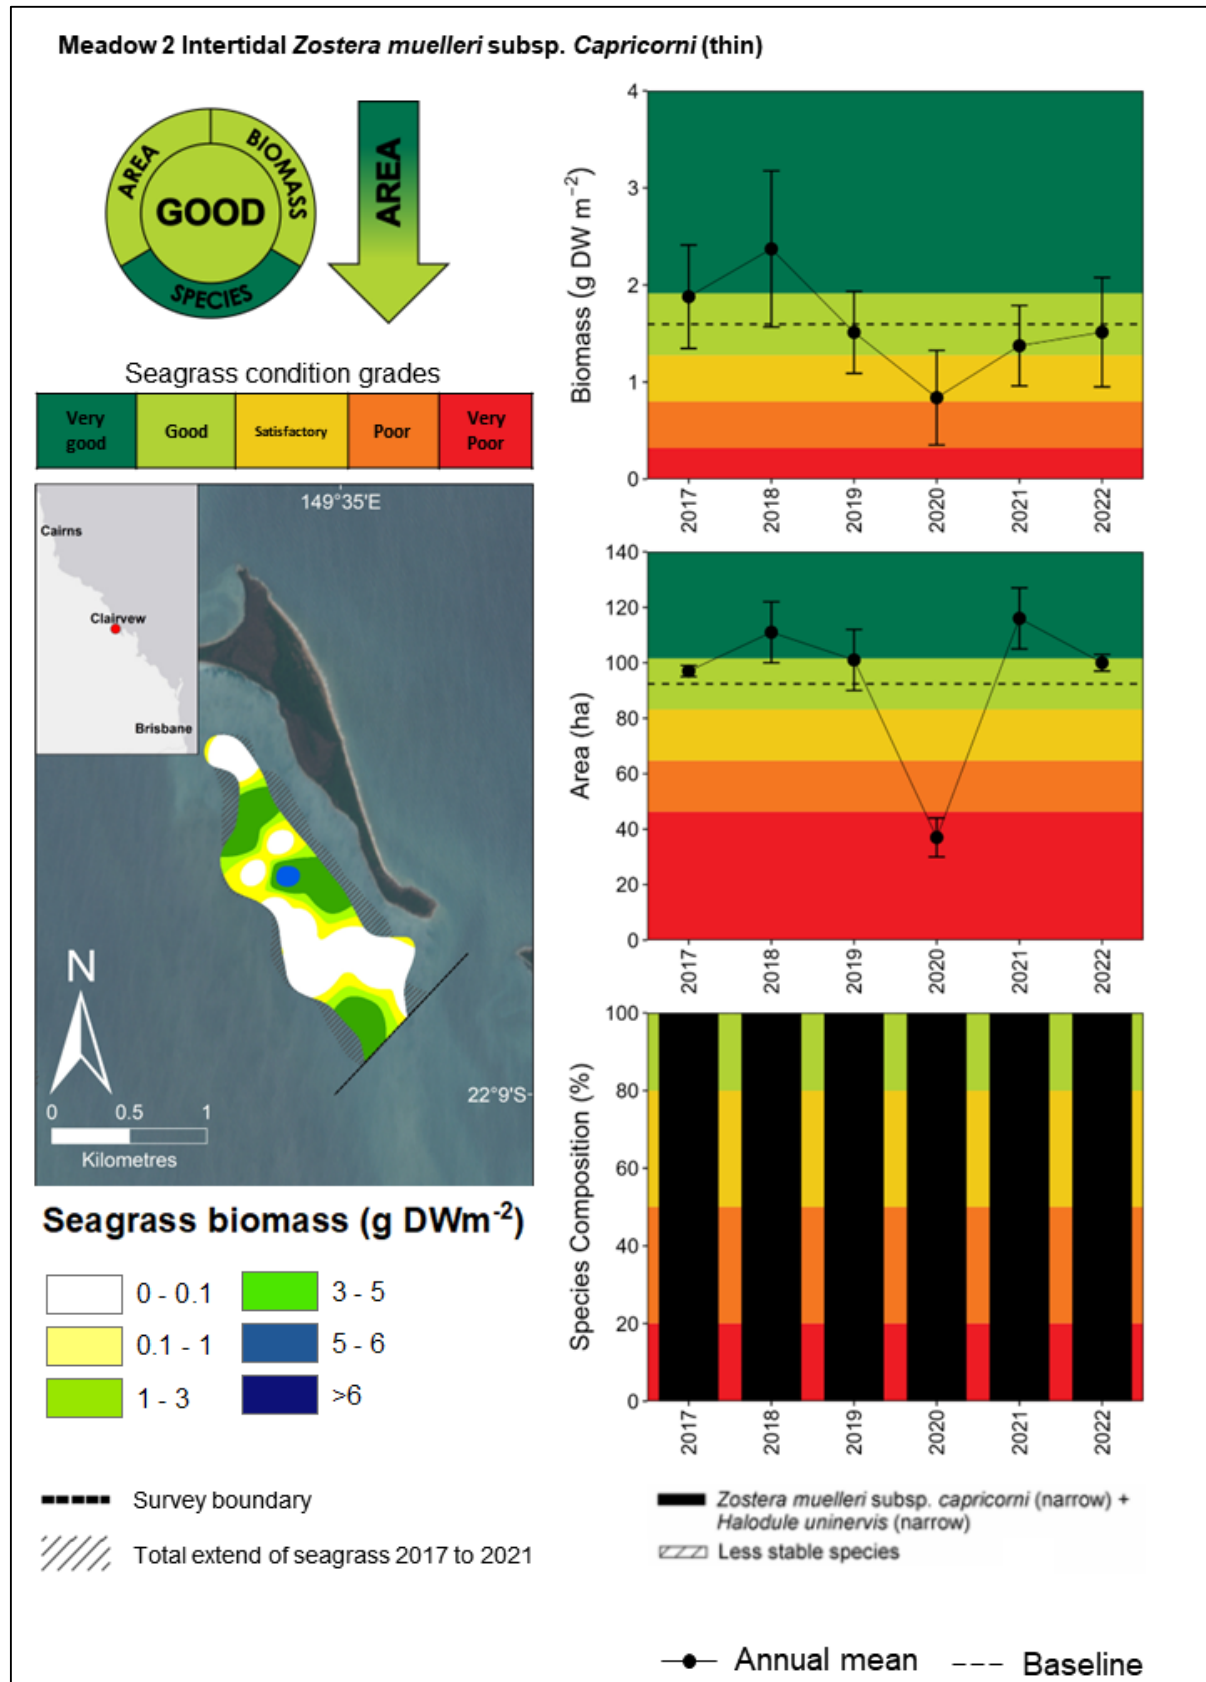 Meadow 2 Intertidal Zostera muelleri subsp. Capricorni (thin)
AREA
BIOMASS
GOOD
SPECIES
AREA
Seagrass condition grades
Very good
Good
Satisfactory
Poor
Very Poor
149°35'E
Cairns
Clairvew
Brisbane
N
0 0.5 1
Kilometres
22°9'S
Seagrass biomass (g DWm-2)
0 - 0.1
3 - 5
0.1 - 1
5 - 6
1 - 3
>6
Survey boundary
Total extend of seagrass 2017 to 2021
Biomass (g DW m−2)
4
3
2
1
0
2017 2018 2019 2020 2021 2022
Area (ha)
140
120
100
80
60
40
20
0
2017 2018 2019 2020 2021 2022
Species Composition (%)
100
80
60
40
20
0
2017 2018 2019 2020 2021 2022
Zostera muelleri subsp. capricorni (narrow) +
Halodule uninervis (narrow)
Less stable species
Annual mean
Baseline